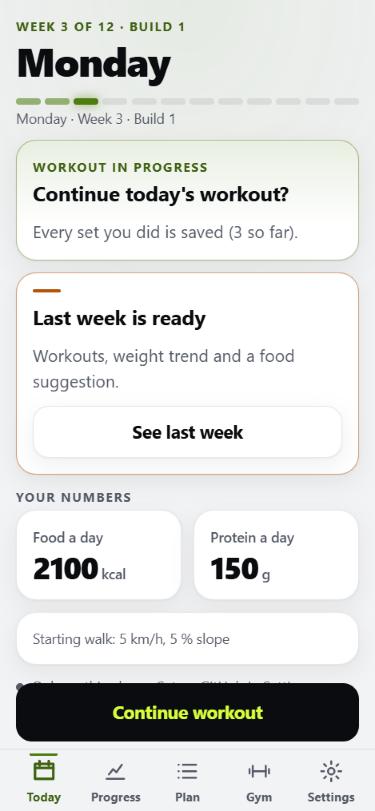 WEEK 3 OF 12 · BUILD 1
Monday
Monday · Week 3 · Build 1
WORKOUT IN PROGRESS
Continue today's workout?
Every set you did is saved (3 so far).
Last week is ready
Workouts, weight trend and a food
suggestion.
See last week
YOUR NUMBERS
Food a day
2100 kcal
Protein a day
150 g
Starting walk: 5 km/h, 5 % slope
Continue workout
Today
Progress
Plan
Gym
Settings